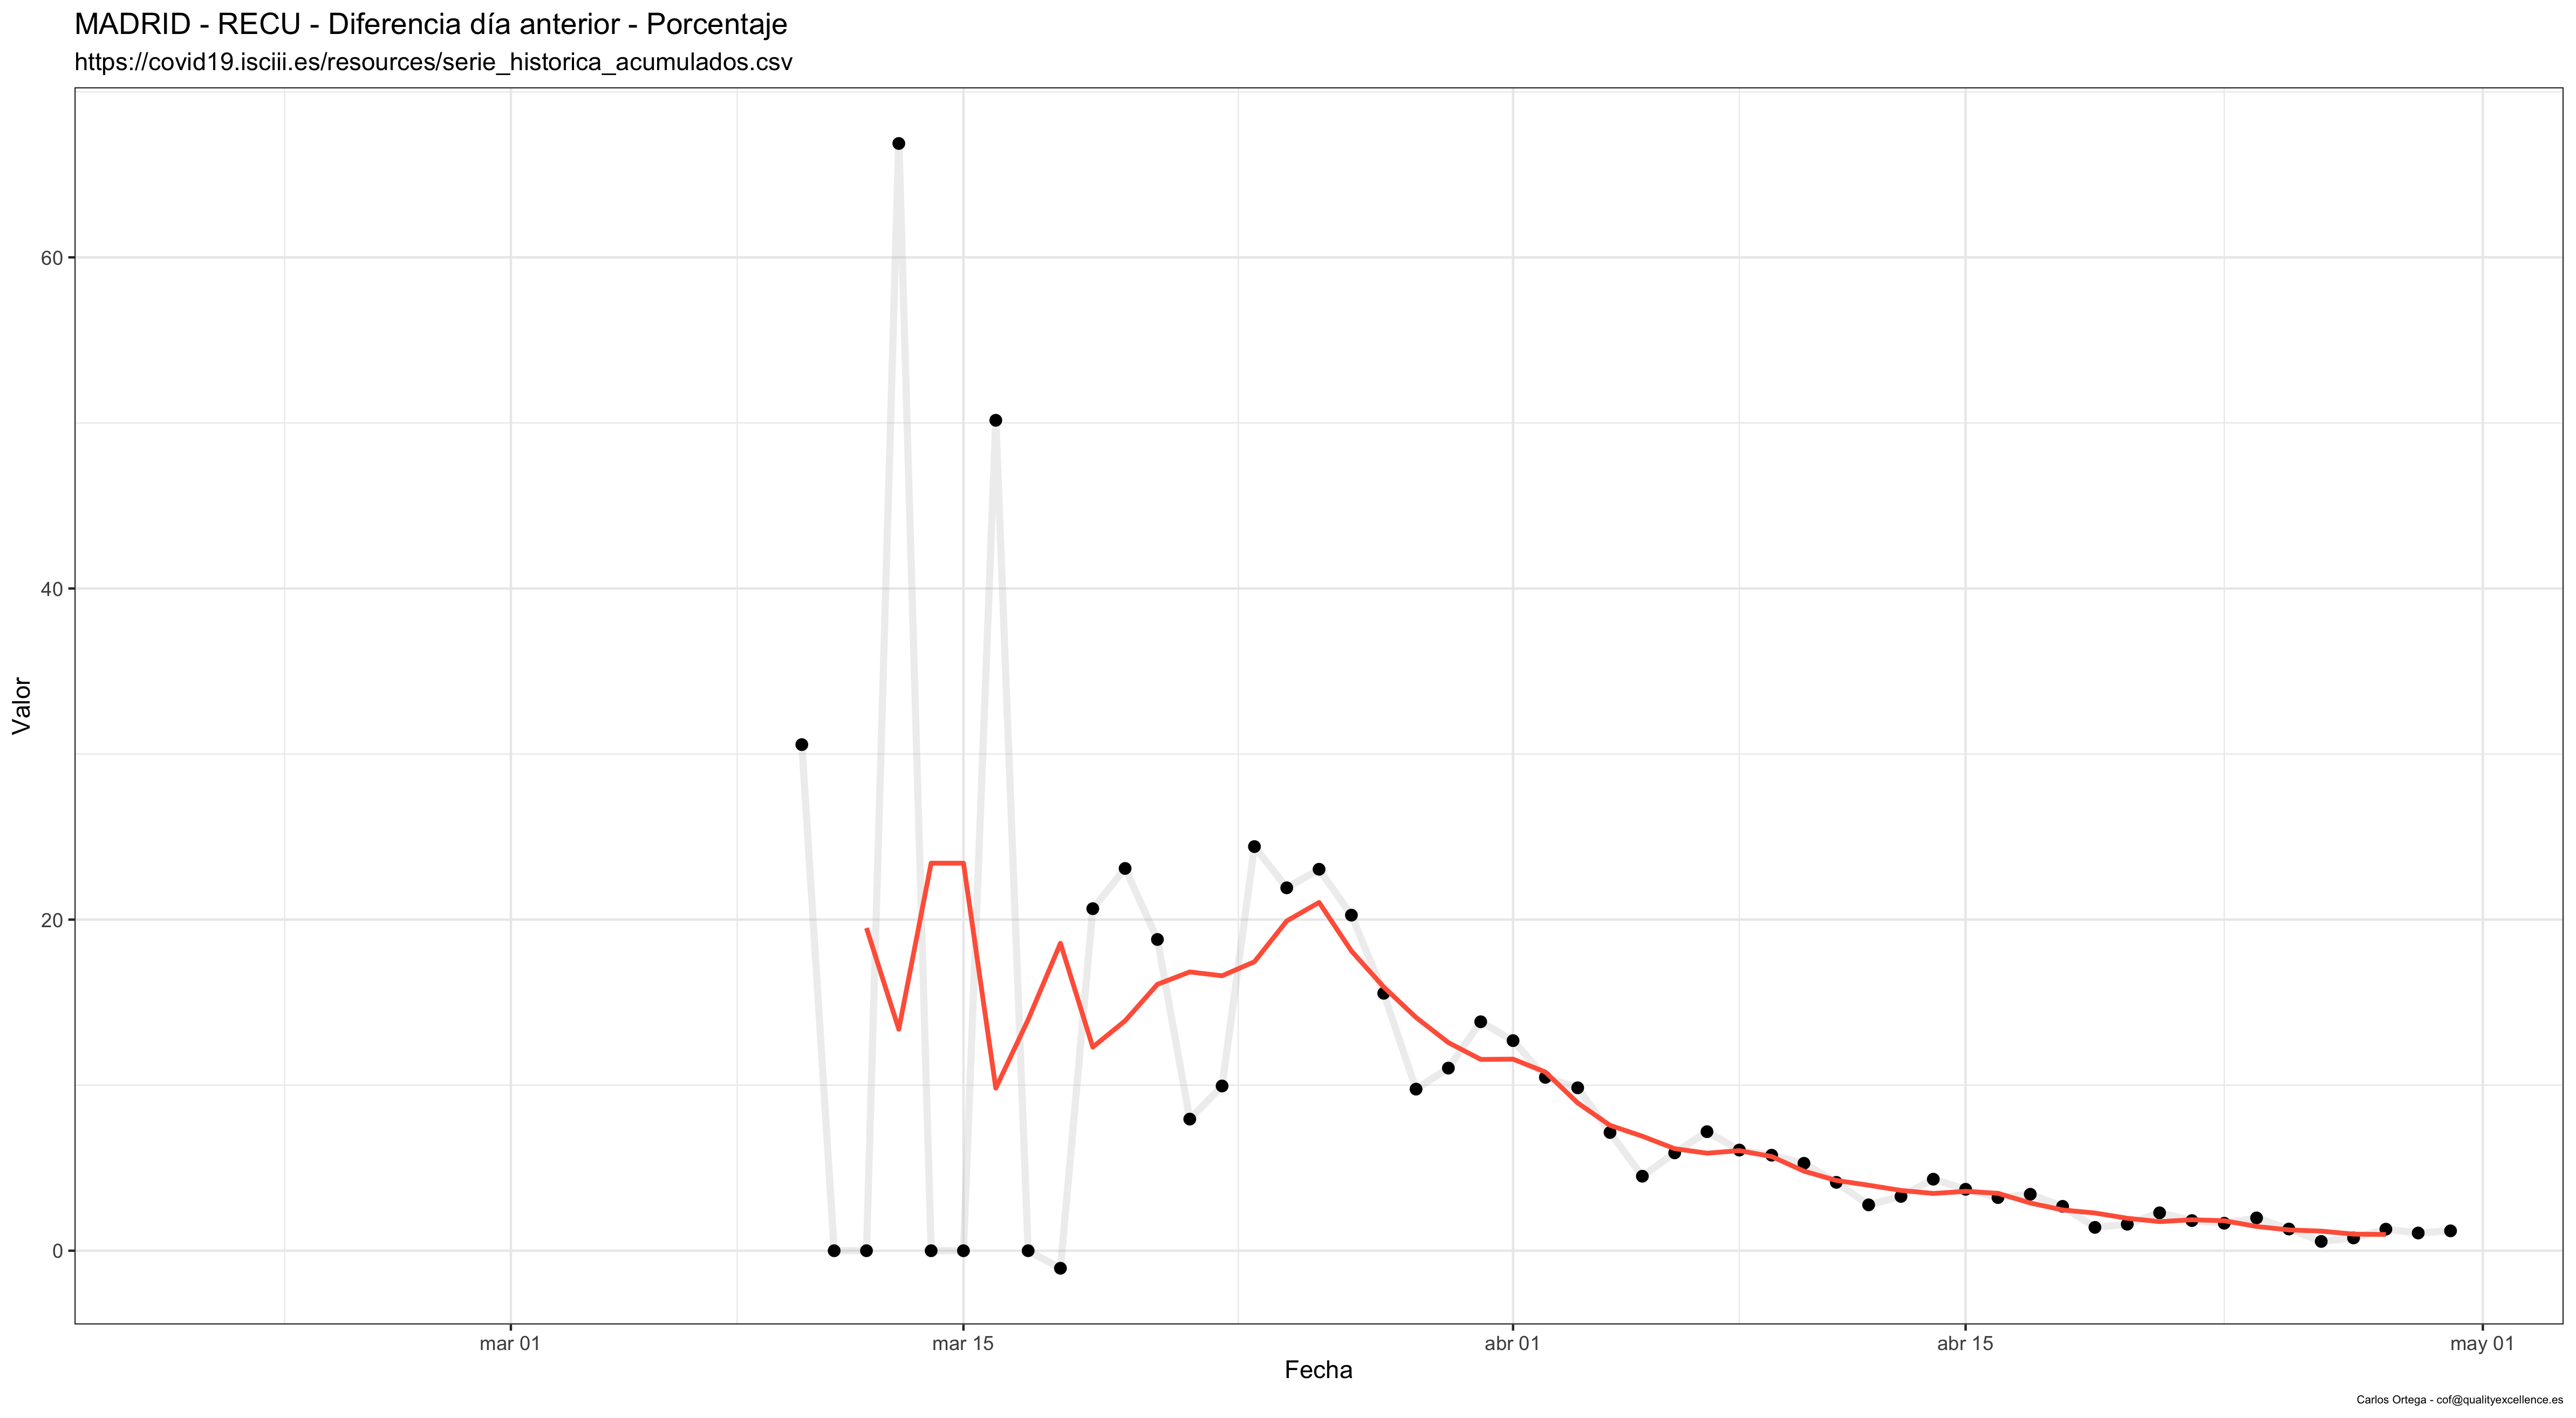 MADRID - RECU - Diferencia día anterior - Porcentaje
https://covid19.isciii.es/resources/serie_historica_acumulados.csv
60
40
20
0
Valor
mar 01
mar 15
abr 01
abr 15
may 01
Fecha
Carlos Ortega - cof@qualityexcellence.es